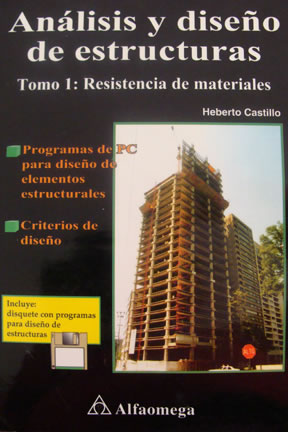 Análisis y diseño
de estructuras
Tomo 1: Resistencia de materiales
Heberto Castillo
Programas de PC
para diseño de
elementos
estructurales
Criterios de
diseño
Incluye:
disquete con programas
para diseño de
estructuras
Alfaomega